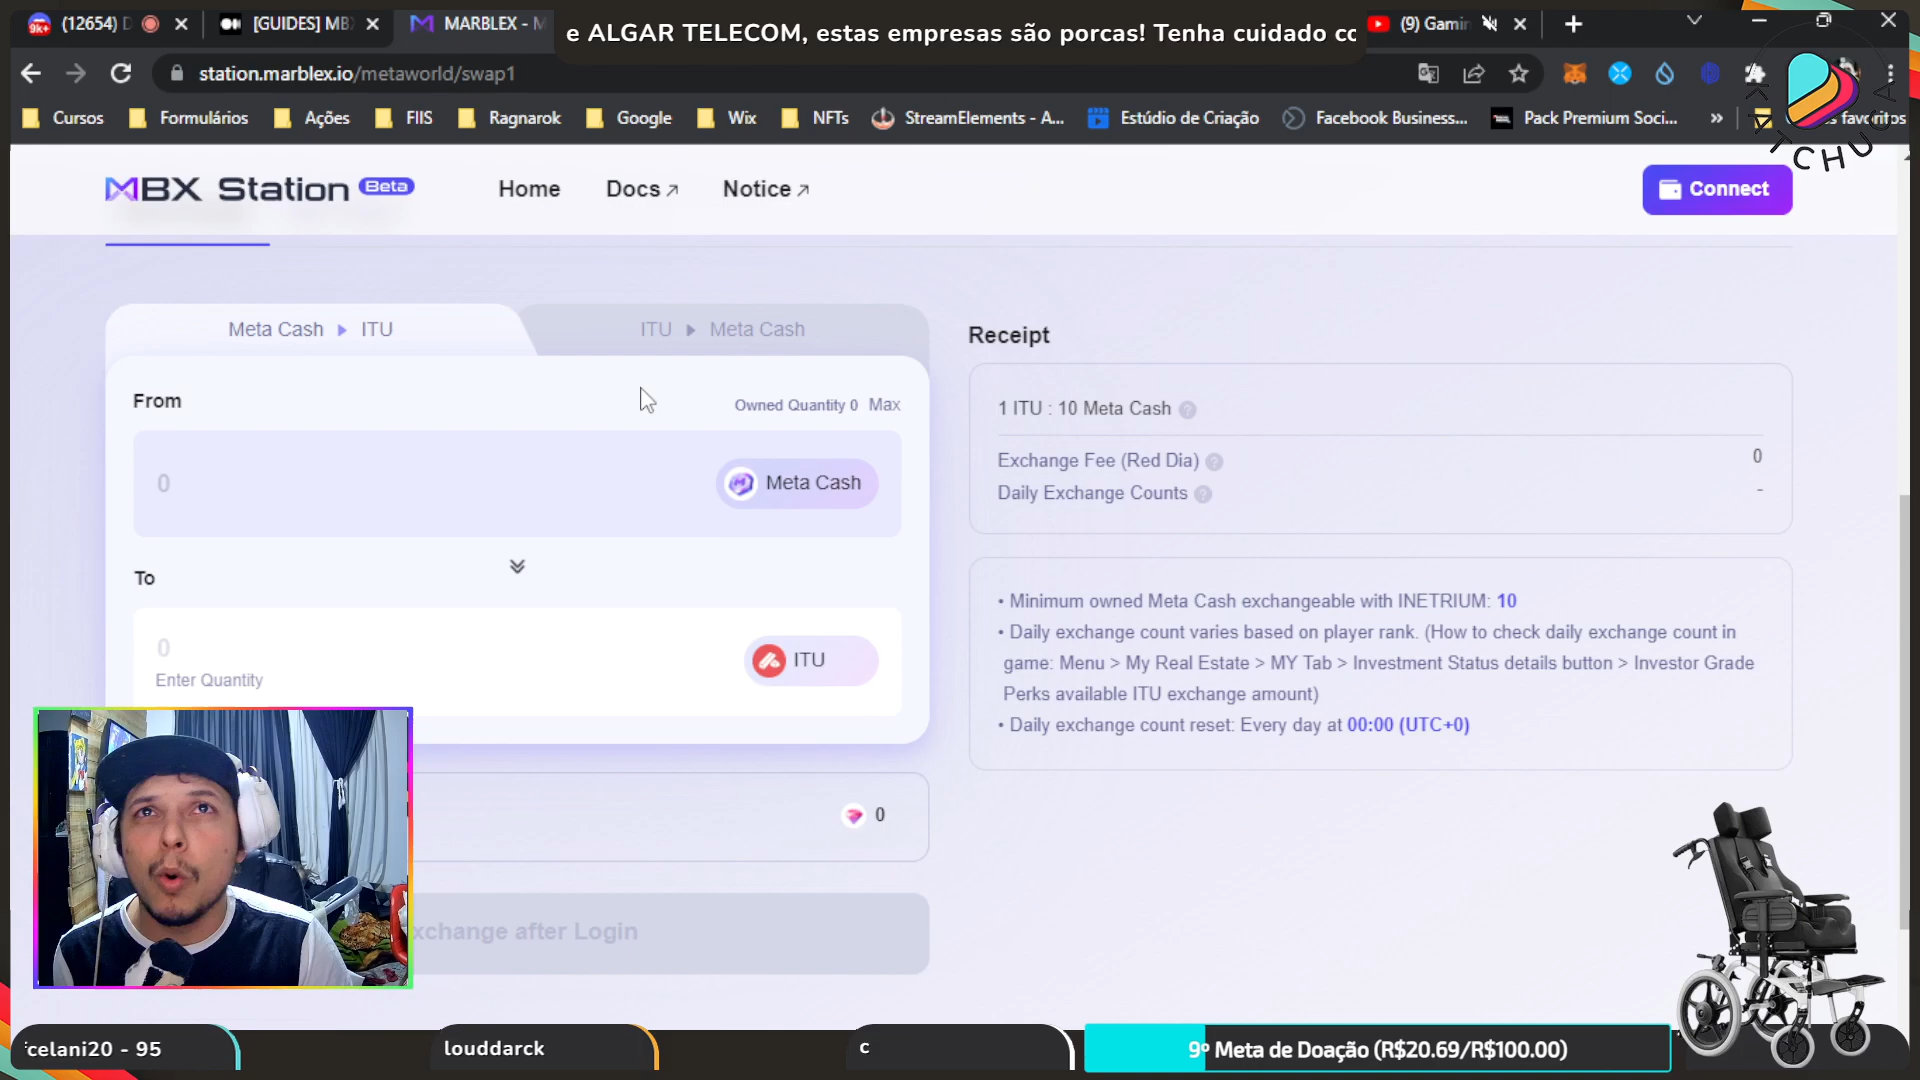 (12654) D
[GUIDES] MBX
MARBLEX - M
e ALGAR TELECOM, estas empresas são porcas! Tenha cuidado co
(9) Gamin
9k+
station.marblex.io/metaworld/swap1
Cursos
Formulários
Ações
FIIS
Ragnarok
Google
Wix
NFTs
StreamElements - A...
Estúdio de Criação
Facebook Business...
Pack Premium Soci...
»
favoritos
TCHU
MBX Station Beta
Home
Docs ↗
Notice ↗
Connect
Meta Cash ▶ ITU
ITU ▶ Meta Cash
From
Owned Quantity 0 Max
0
Meta Cash
To
0
ITU
Enter Quantity
0
xchange after Login
Receipt
1 ITU : 10 Meta Cash ?
Exchange Fee (Red Dia) ? 0
Daily Exchange Counts ? -
• Minimum owned Meta Cash exchangeable with INETRIUM: 10
• Daily exchange count varies based on player rank. (How to check daily exchange count in
game: Menu > My Real Estate > MY Tab > Investment Status details button > Investor Grade
Perks available ITU exchange amount)
• Daily exchange count reset: Every day at 00:00 (UTC+0)
celani20 - 95
louddarck
c
9º Meta de Doação (R$20.69/R$100.00)